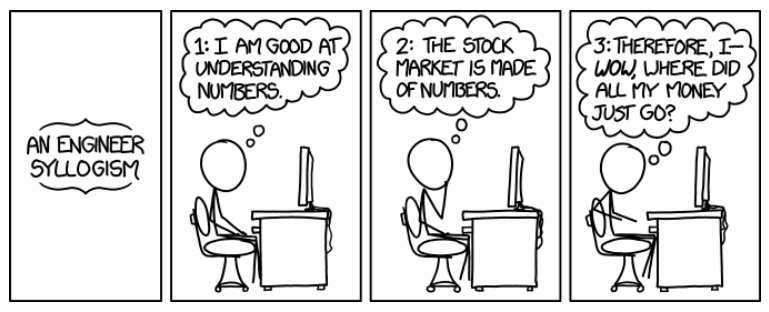 AN ENGINEER
SYLLOGISM
1: I AM GOOD AT
UNDERSTANDING
NUMBERS.
2: THE STOCK
MARKET IS MADE
OF NUMBERS.
3: THEREFORE, I—
WOW, WHERE DID
ALL MY MONEY
JUST GO?